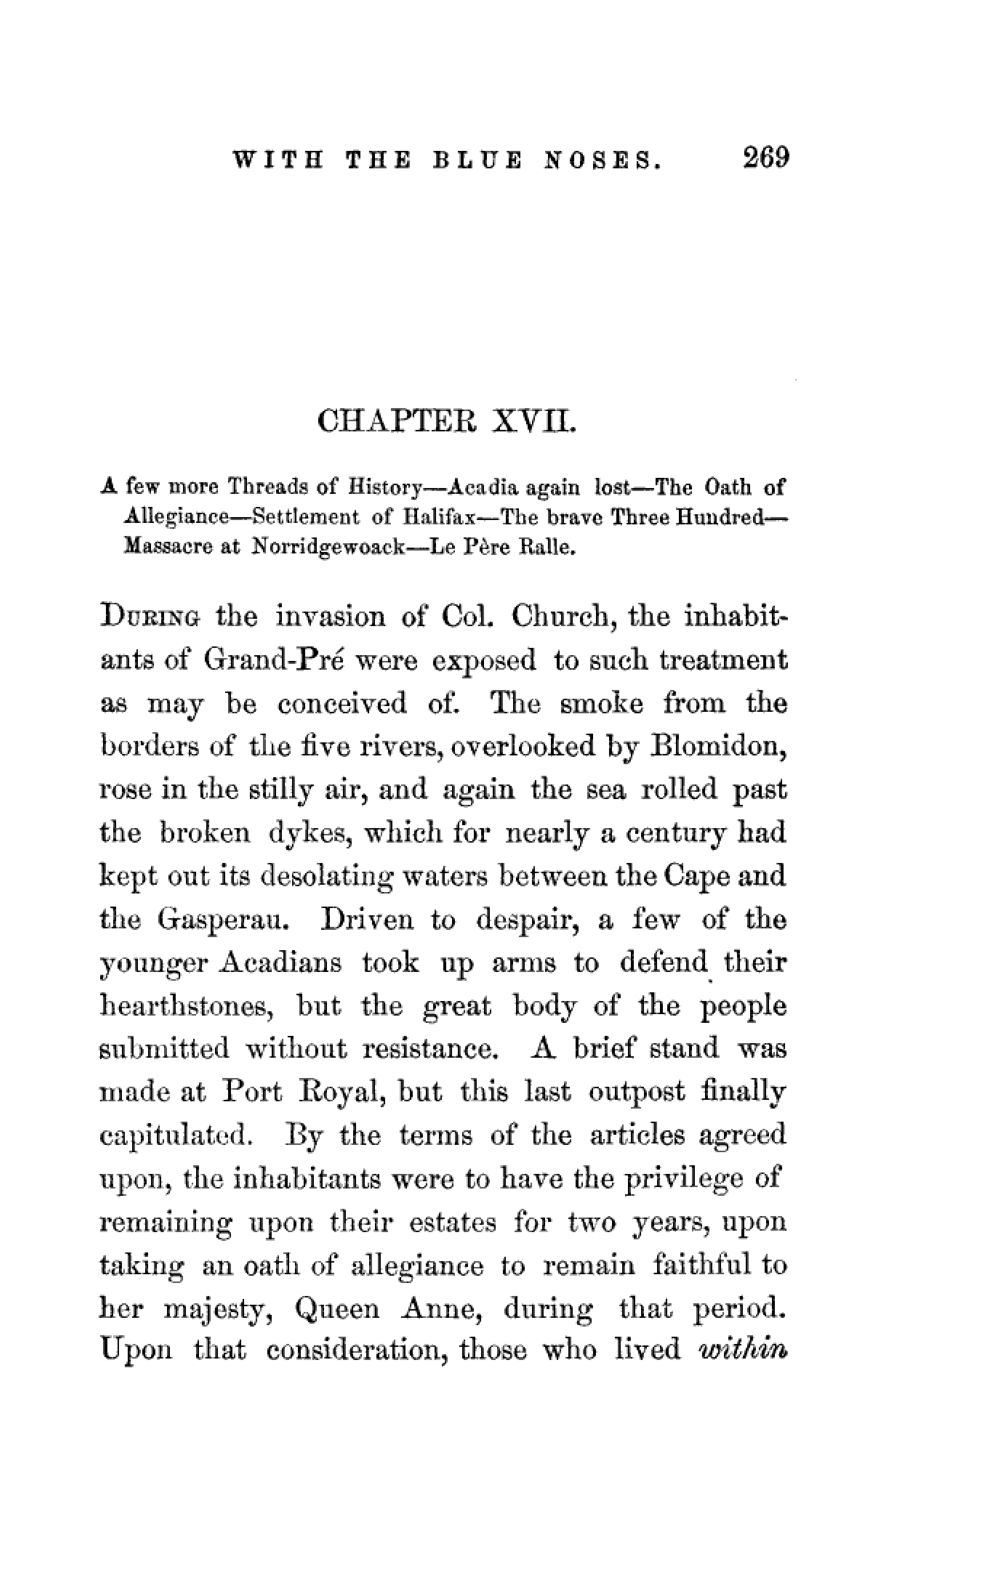 WITH THE BLUE NOSES. 269
CHAPTER XVII.
A few more Threads of History—Acadia again lost—The Oath of
Allegiance—Settlement of Halifax—The brave Three Hundred—
Massacre at Norridgewoack—Le Père Ralle.
DURING the invasion of Col. Church, the inhabit-
ants of Grand-Pré were exposed to such treatment
as may be conceived of. The smoke from the
borders of the five rivers, overlooked by Blomidon,
rose in the stilly air, and again the sea rolled past
the broken dykes, which for nearly a century had
kept out its desolating waters between the Cape and
the Gasperau. Driven to despair, a few of the
younger Acadians took up arms to defend their
hearthstones, but the great body of the people
submitted without resistance. A brief stand was
made at Port Royal, but this last outpost finally
capitulated. By the terms of the articles agreed
upon, the inhabitants were to have the privilege of
remaining upon their estates for two years, upon
taking an oath of allegiance to remain faithful to
her majesty, Queen Anne, during that period.
Upon that consideration, those who lived within